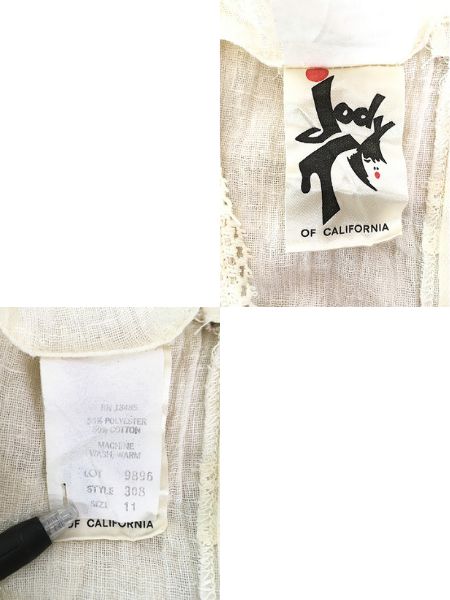 Jody
T
OF CALIFORNIA
RN 13485
50% POLYESTER
50% COTTON
MACHINE
WASH, WARM
LOT 9896
STYLE 308
SIZE 11
OF CALIFORNIA